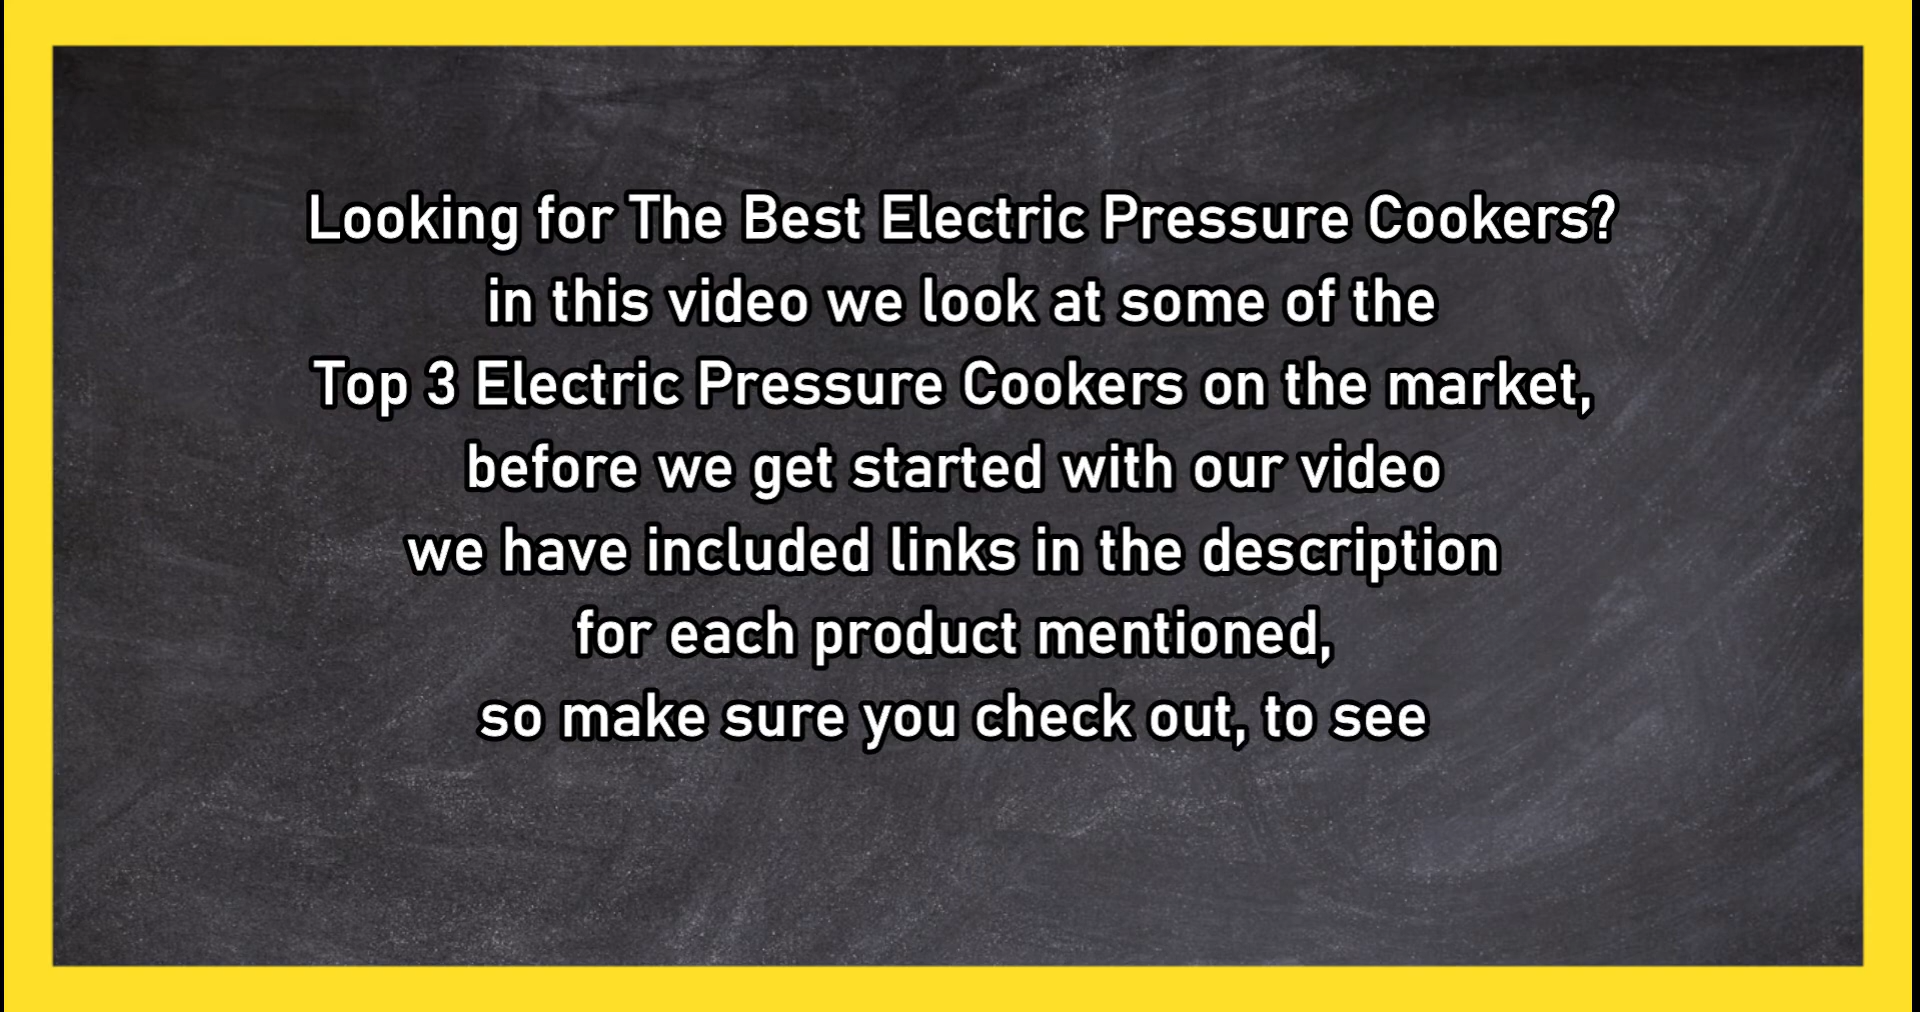 Looking for The Best Electric Pressure Cookers?
in this video we look at some of the
Top 3 Electric Pressure Cookers on the market,
before we get started with our video
we have included links in the description
for each product mentioned,
so make sure you check out, to see